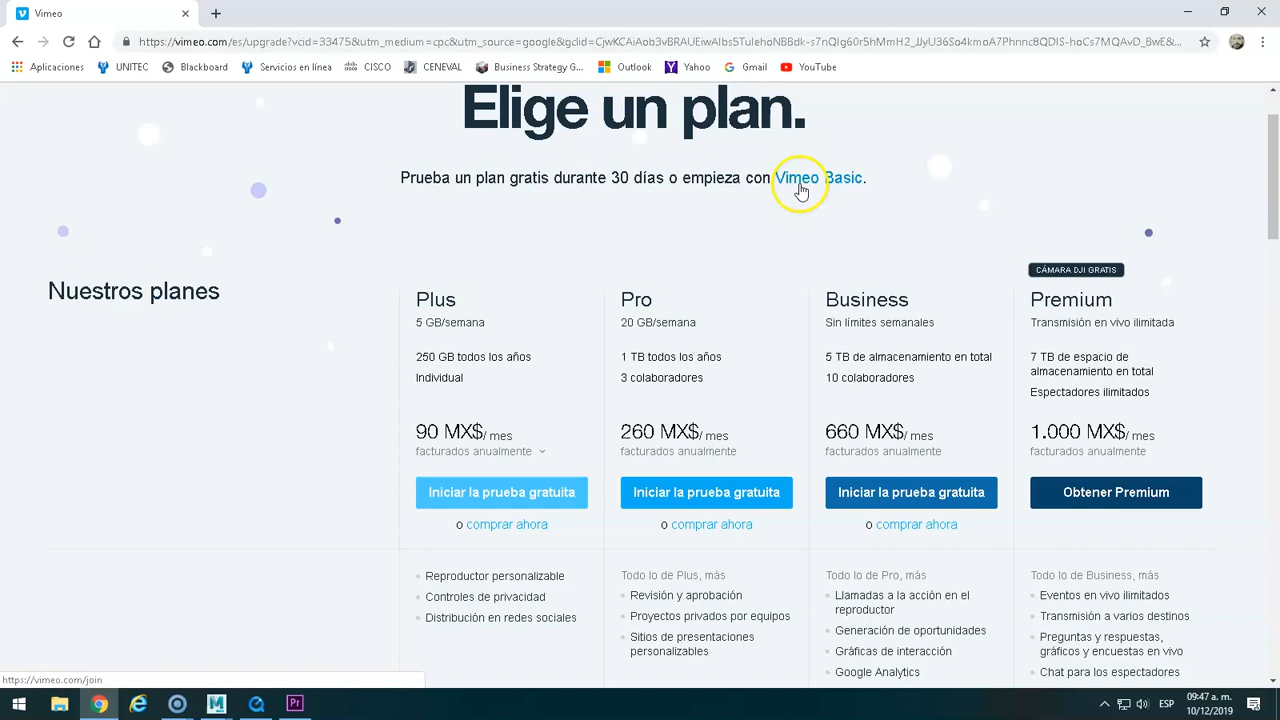 Vimeo
https://vimeo.com/es/upgrade?vcid=33475&utm_medium=cpc&utm_source=google&gclid=
Aplicaciones UNITEC Blackboard Servicios en línea CISCO CENEVAL Business Strategy G... Outlook Yahoo Gmail YouTube
Elige un plan.
Prueba un plan gratis durante 30 días o empieza con Vimeo Basic.
CÁMARA DJI GRATIS
Nuestros planes
Plus
5 GB/semana
250 GB todos los años
Individual
90 MX$/ mes
facturados anualmente
Iniciar la prueba gratuita
o comprar ahora
Reproductor personalizable
Controles de privacidad
Distribución en redes sociales
Pro
20 GB/semana
1 TB todos los años
3 colaboradores
260 MX$/ mes
facturados anualmente
Iniciar la prueba gratuita
o comprar ahora
Todo lo de Plus, más
Revisión y aprobación
Proyectos privados por equipos
Sitios de presentaciones
personalizables
Business
Sin límites semanales
5 TB de almacenamiento en total
10 colaboradores
660 MX$/ mes
facturados anualmente
Iniciar la prueba gratuita
o comprar ahora
Todo lo de Pro, más
Llamadas a la acción en el
reproductor
Generación de oportunidades
Gráficas de interacción
Google Analytics
Premium
Transmisión en vivo ilimitada
7 TB de espacio de
almacenamiento en total
Espectadores ilimitados
1.000 MX$/ mes
facturados anualmente
Obtener Premium
Todo lo de Business, más
Eventos en vivo ilimitados
Transmisión a varios destinos
Preguntas y respuestas,
gráficos y encuestas en vivo
Chat para los espectadores
https://vimeo.com/join
Pr
ESP
09:47 a. m.
10/12/2019